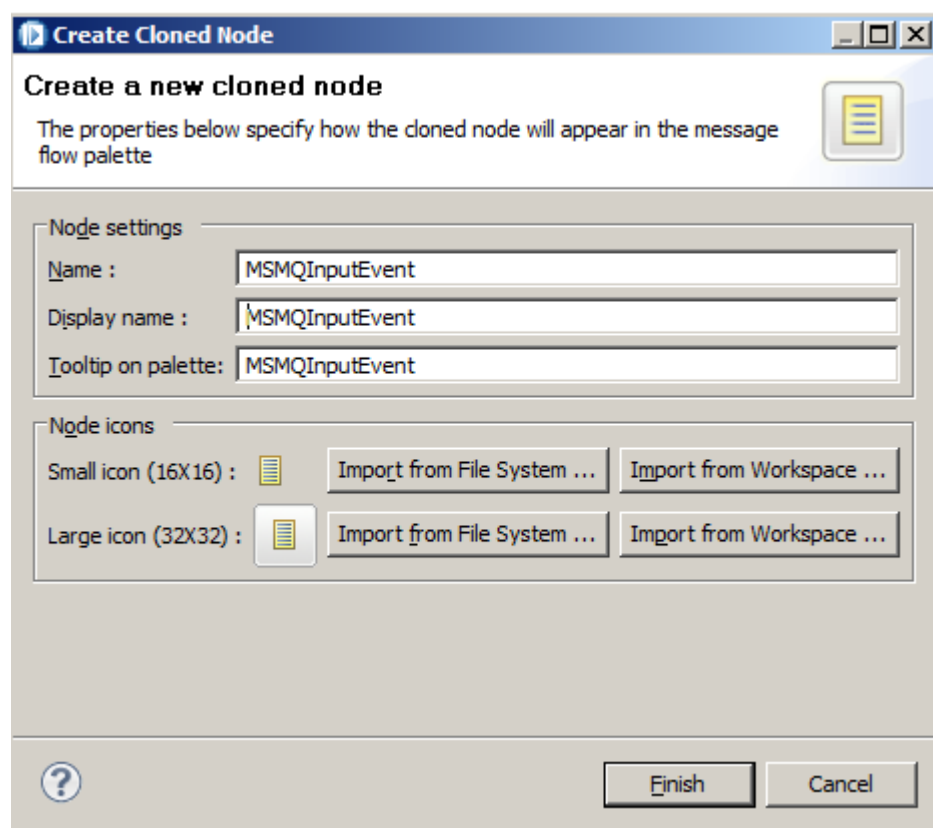 Create Cloned Node
Create a new cloned node
The properties below specify how the cloned node will appear in the message
flow palette
Node settings
Name : MSMQInputEvent
Display name : MSMQInputEvent
Tooltip on palette: MSMQInputEvent
Node icons
Small icon (16X16) : Import from File System ... Import from Workspace ...
Large icon (32X32) : Import from File System ... Import from Workspace ...
? Finish Cancel